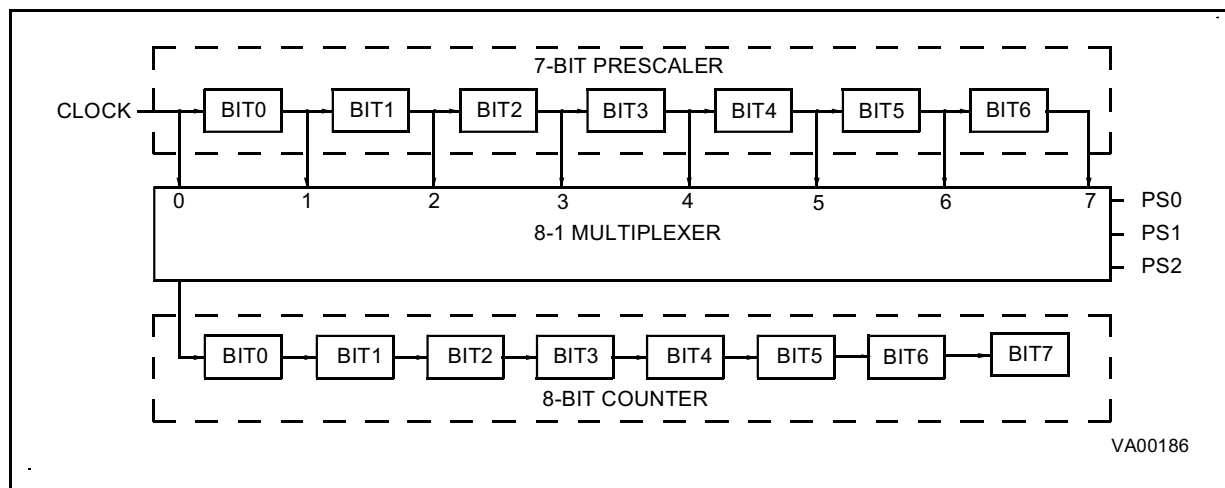 7-BIT PRESCALER
CLOCK BIT0 BIT1 BIT2 BIT3 BIT4 BIT5 BIT6
0 1 2 3 4 5 6 7 PS0
8-1 MULTIPLEXER PS1
PS2
BIT0 BIT1 BIT2 BIT3 BIT4 BIT5 BIT6 BIT7
8-BIT COUNTER
VA00186